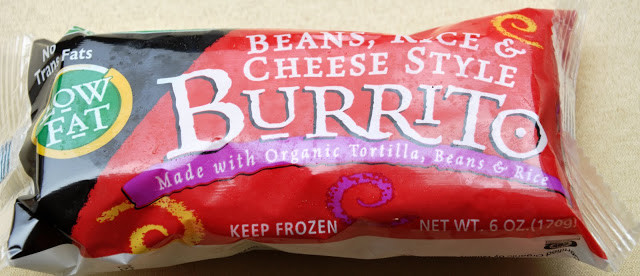 No
Trans Fats
LOW
FAT
BEANS, RICE &
CHEESE STYLE
BURRITO
Made with Organic Tortilla, Beans & Rice
KEEP FROZEN
NET WT. 6 OZ. (170g)